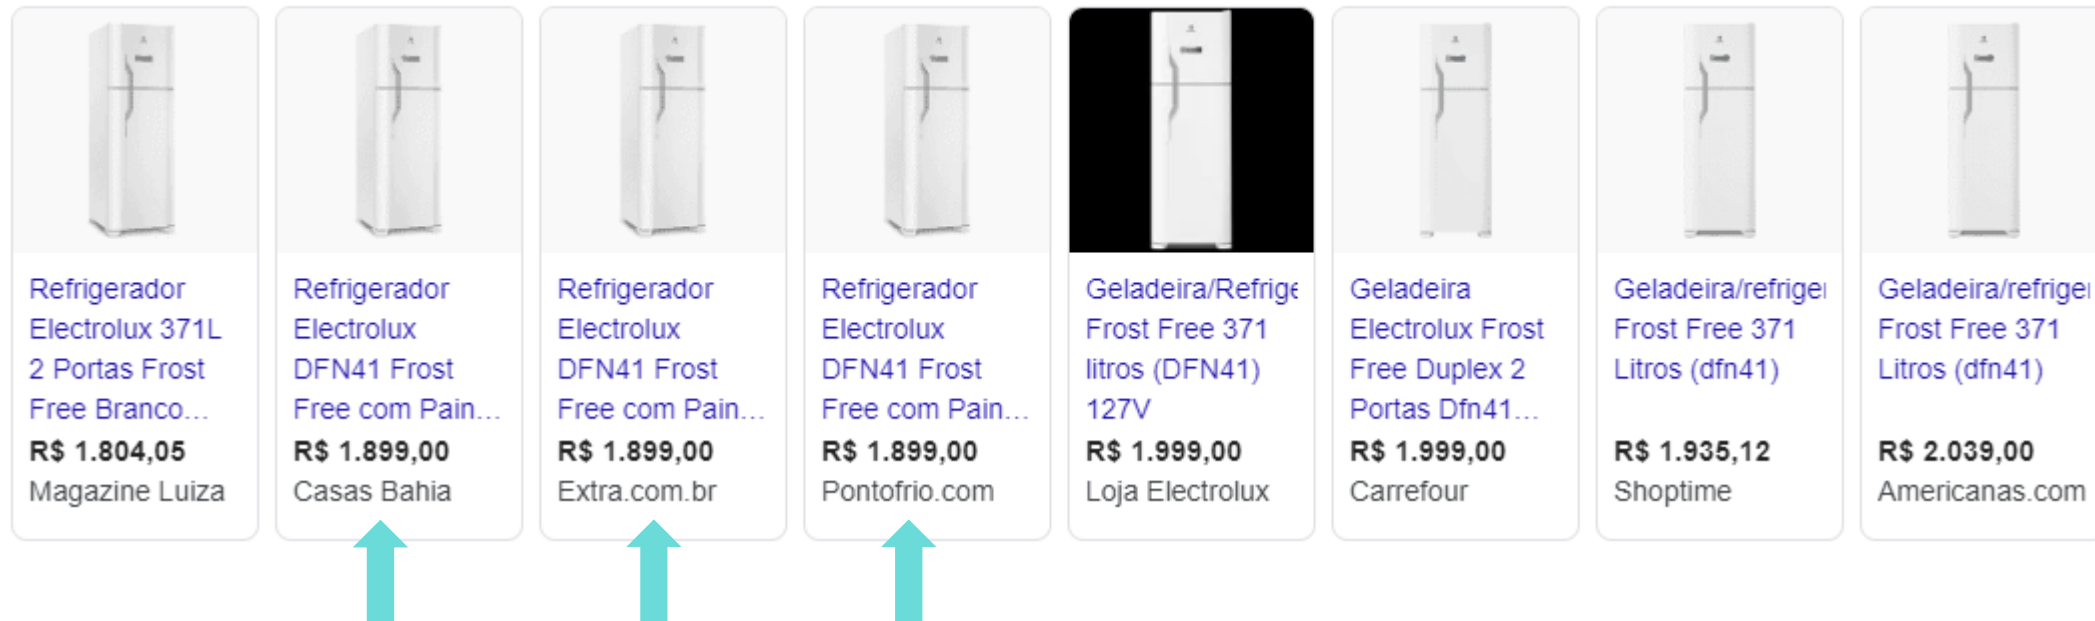 Refrigerador
Electrolux 371L
2 Portas Frost
Free Branco...
R$ 1.804,05
Magazine Luiza
Refrigerador
Electrolux
DFN41 Frost
Free com Pain...
R$ 1.899,00
Casas Bahia
Refrigerador
Electrolux
DFN41 Frost
Free com Pain...
R$ 1.899,00
Extra.com.br
Refrigerador
Electrolux
DFN41 Frost
Free com Pain...
R$ 1.899,00
Pontofrio.com
Geladeira/Refrige
Frost Free 371
litros (DFN41)
127V
R$ 1.999,00
Loja Electrolux
Geladeira
Electrolux Frost
Free Duplex 2
Portas Dfn41...
R$ 1.999,00
Carrefour
Geladeira/refriger
Frost Free 371
Litros (dfn41)
R$ 1.935,12
Shoptime
Geladeira/refriger
Frost Free 371
Litros (dfn41)
R$ 2.039,00
Americanas.com